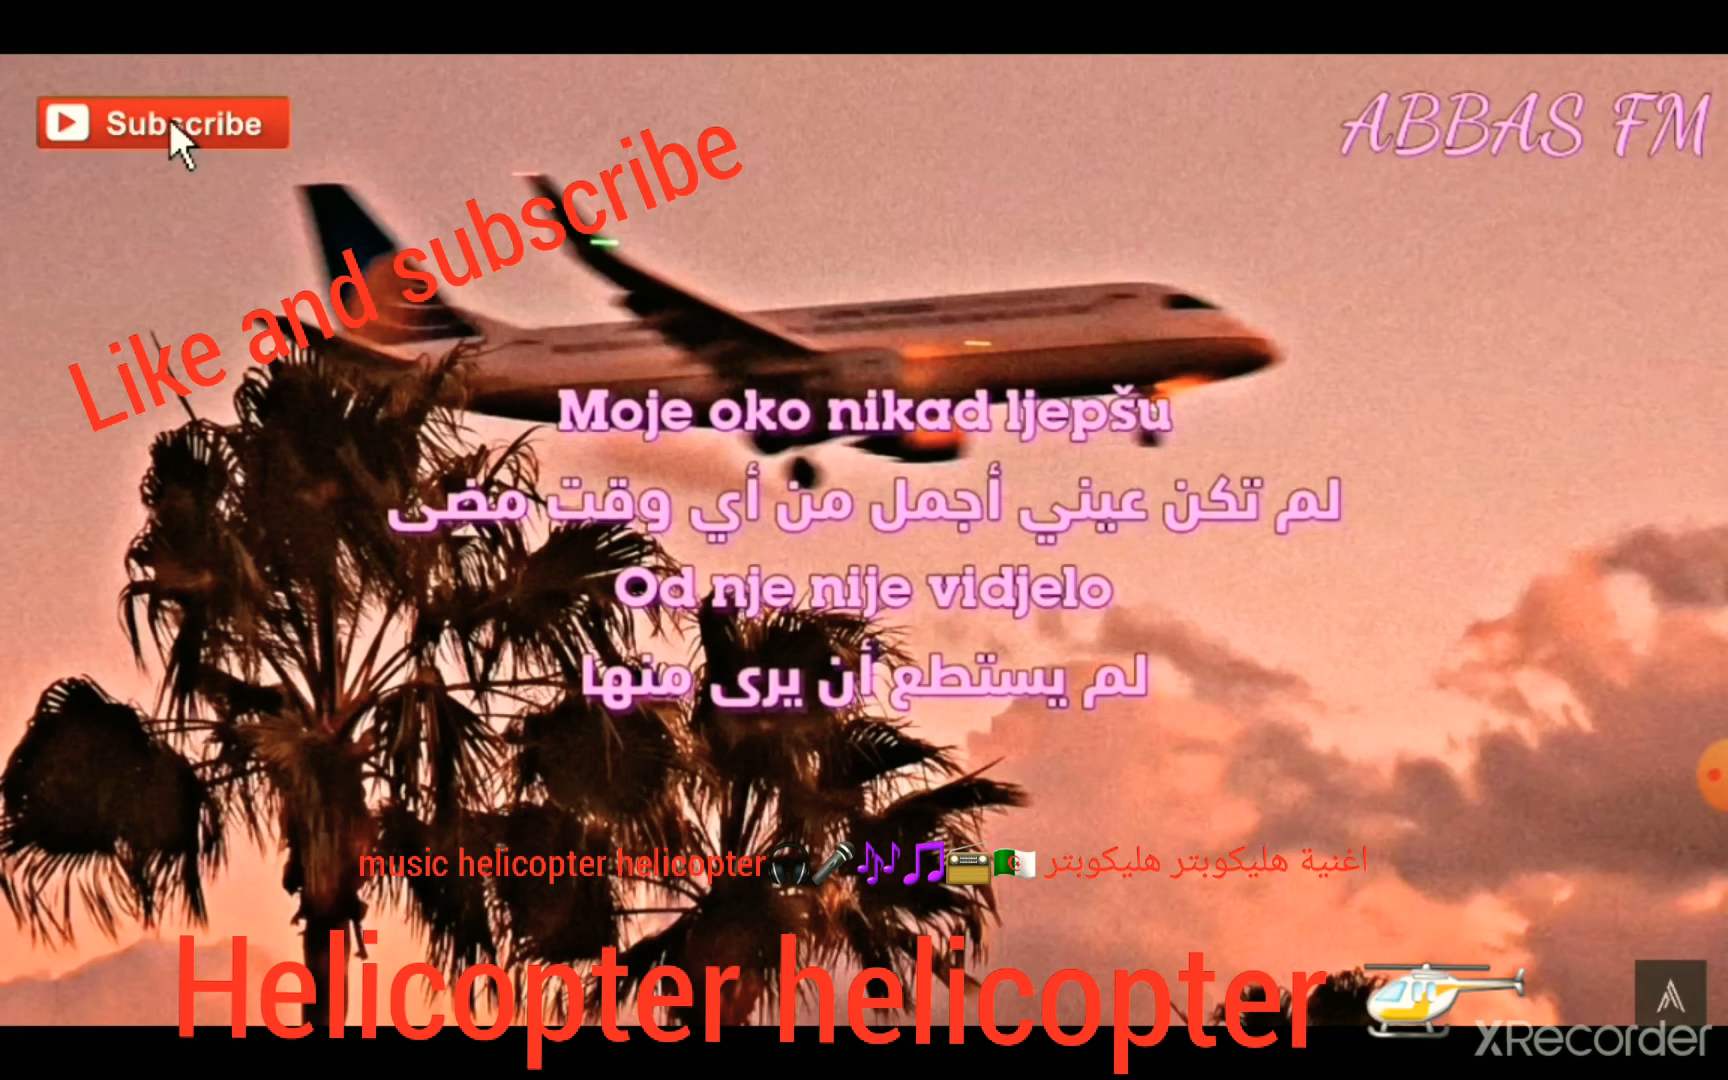 Subscribe
ABBAS FM
Like and subscribe
Moje oko nikad ljepšu
لم تكن عيني أجمل من أي وقت مضى
Od nje nije vidjelo
لم يستطع أن يرى منها
music helicopter helicopter🎧🎤🎶🎵📻🇩🇿 اغنية هليكوبتر هليكوبتر
Helicopter helicopter 🚁
XRecorder